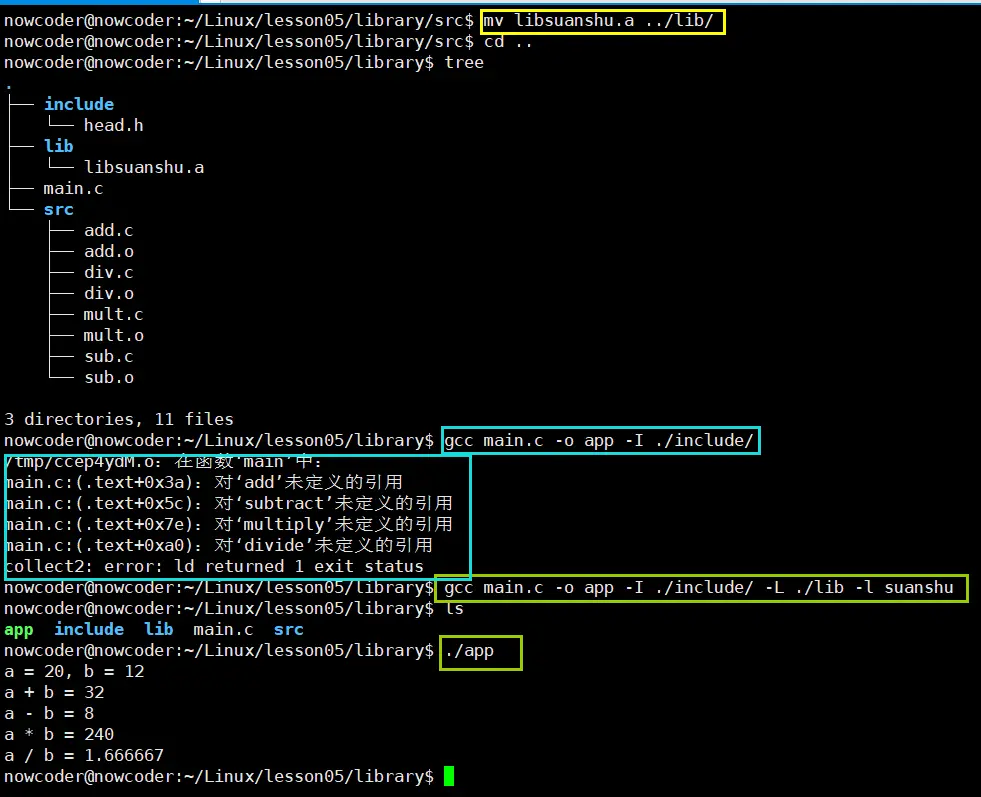 nowcoder@nowcoder:~/Linux/lesson05/library/src$ mv libsuanshu.a ../lib/
nowcoder@nowcoder:~/Linux/lesson05/library/src$ cd ..
nowcoder@nowcoder:~/Linux/lesson05/library$ tree
.
├── include
│   └── head.h
├── lib
│   └── libsuanshu.a
├── main.c
└── src
    ├── add.c
    ├── add.o
    ├── div.c
    ├── div.o
    ├── mult.c
    ├── mult.o
    ├── sub.c
    └── sub.o
3 directories, 11 files
nowcoder@nowcoder:~/Linux/lesson05/library$ gcc main.c -o app -I ./include/
/tmp/ccep4ydM.o：在函数‘main’中：
main.c:(.text+0x3a)：对‘add’未定义的引用
main.c:(.text+0x5c)：对‘subtract’未定义的引用
main.c:(.text+0x7e)：对‘multiply’未定义的引用
main.c:(.text+0xa0)：对‘divide’未定义的引用
collect2: error: ld returned 1 exit status
nowcoder@nowcoder:~/Linux/lesson05/library$ gcc main.c -o app -I ./include/ -L ./lib -l suanshu
nowcoder@nowcoder:~/Linux/lesson05/library$ ls
app  include  lib  main.c  src
nowcoder@nowcoder:~/Linux/lesson05/library$ ./app
a = 20, b = 12
a + b = 32
a - b = 8
a * b = 240
a / b = 1.666667
nowcoder@nowcoder:~/Linux/lesson05/library$